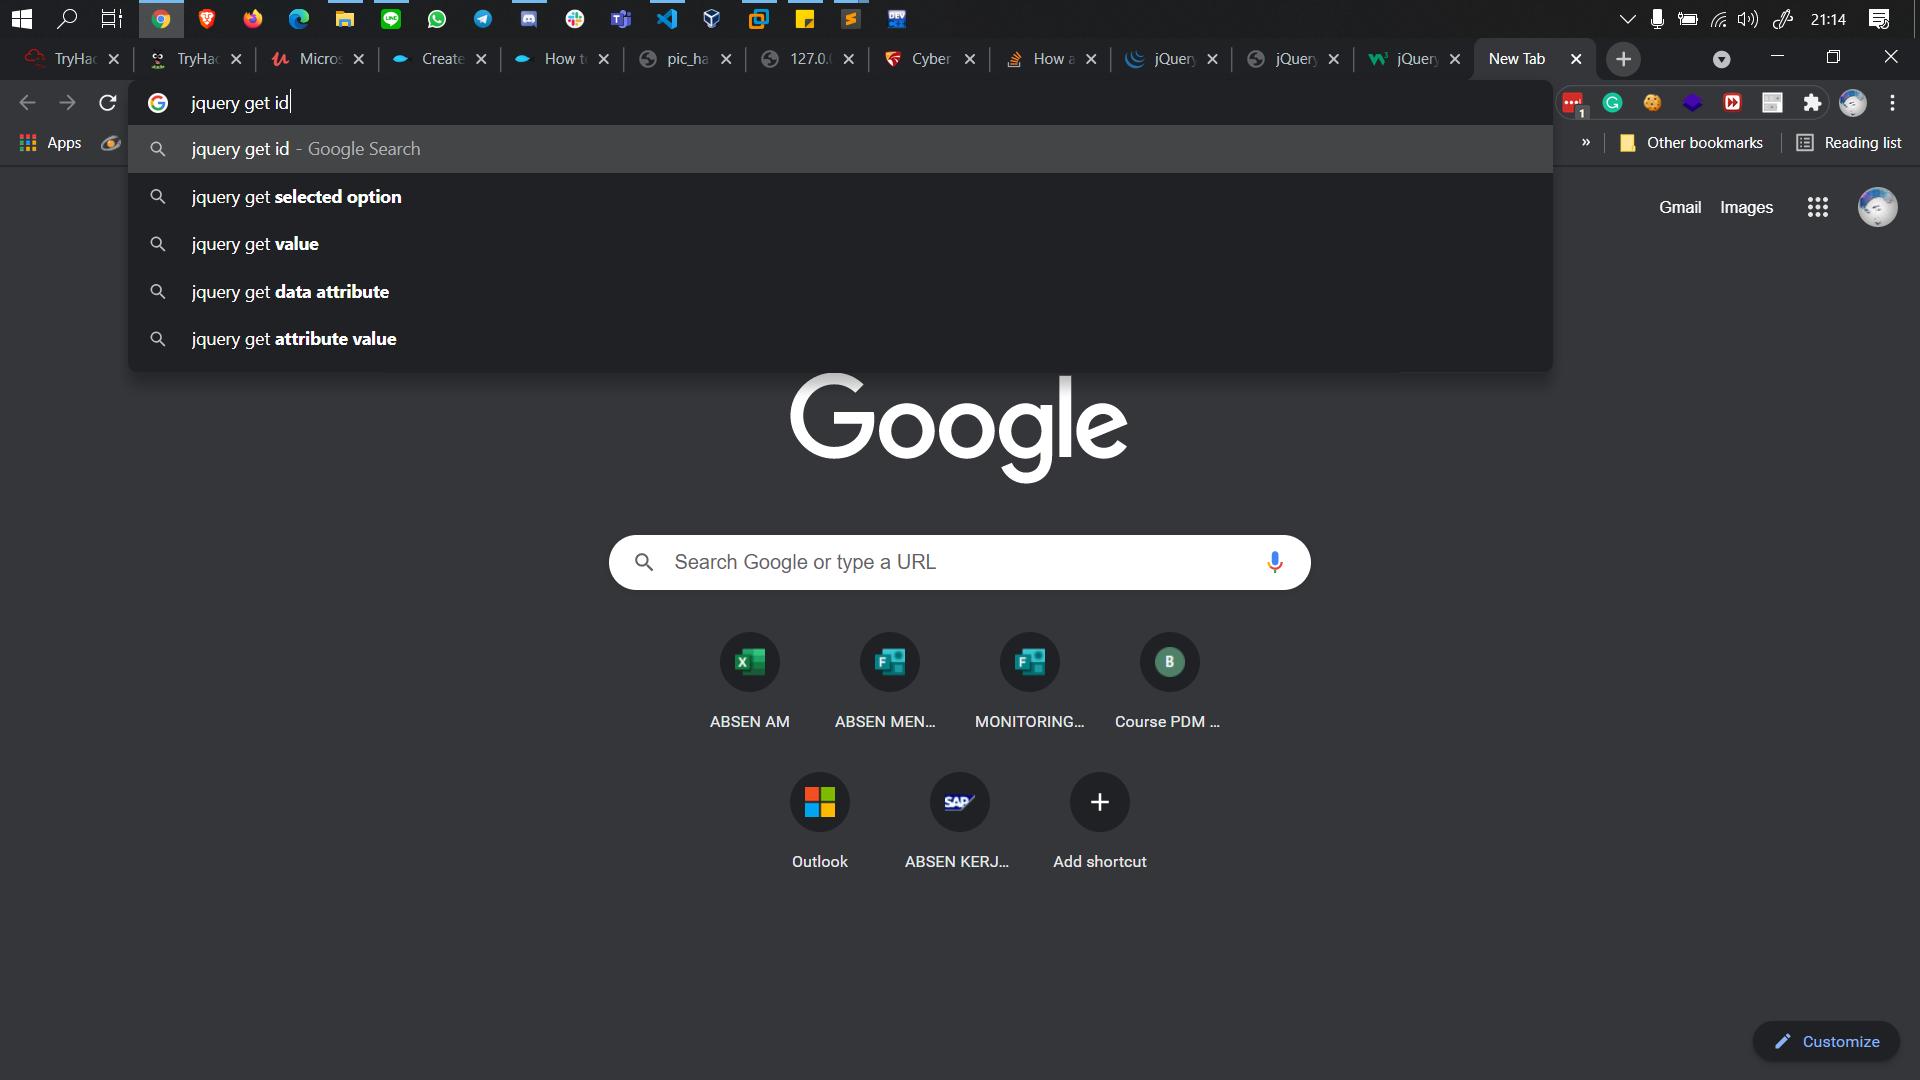 21:14
TryHac
TryHac
Micros
Create
How to
pic_ha
127.0.
Cyber
How a
jQuery
jQuery
jQuery
New Tab
jquery get id
1
Apps
jquery get id - Google Search
» Other bookmarks
Reading list
jquery get selected option
Gmail Images
jquery get value
jquery get data attribute
jquery get attribute value
Google
Search Google or type a URL
B
ABSEN AM
ABSEN MEN...
MONITORING...
Course PDM ...
SAP
Outlook
ABSEN KERJ...
Add shortcut
Customize